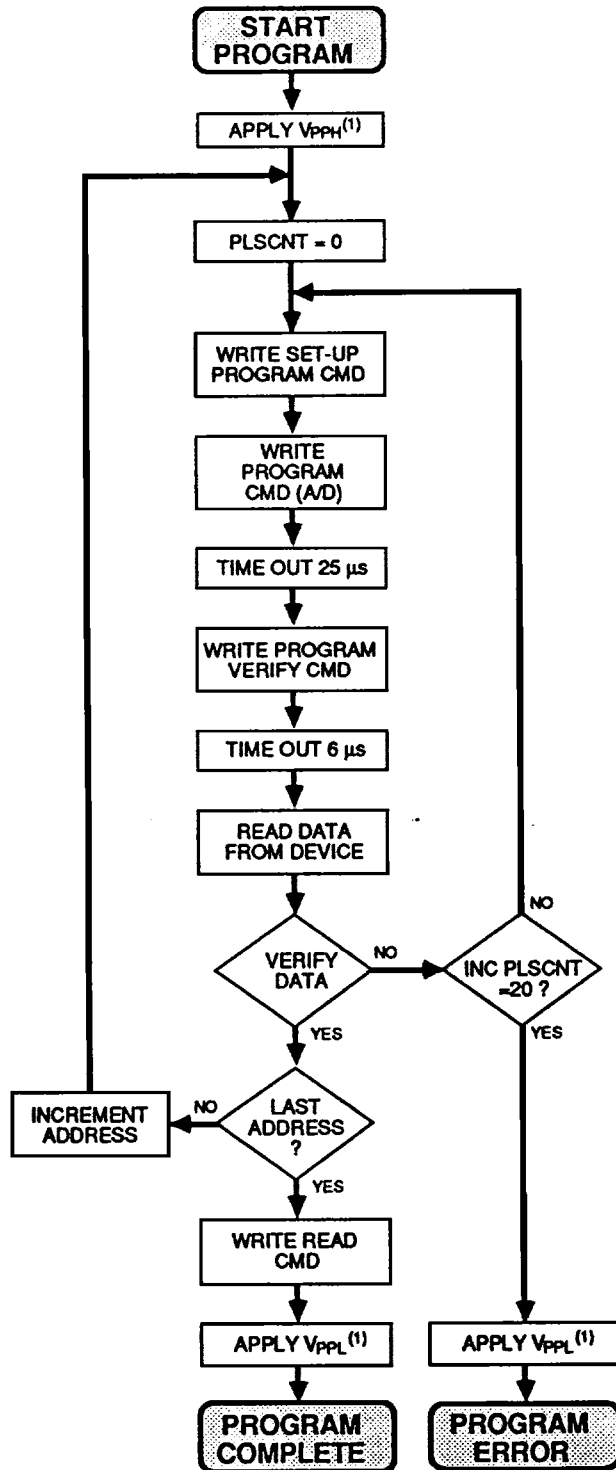 START
PROGRAM
APPLY VPPH(1)
PLSCNT = 0
WRITE SET-UP
PROGRAM CMD
WRITE
PROGRAM
CMD (A/D)
TIME OUT 25 μs
WRITE PROGRAM
VERIFY CMD
TIME OUT 6 μs
READ DATA
FROM DEVICE
VERIFY
DATA
NO
INC PLSCNT
=20 ?
NO
YES
YES
LAST
ADDRESS
?
NO
INCREMENT
ADDRESS
YES
WRITE READ
CMD
APPLY VPPL(1)
APPLY VPPL(1)
PROGRAM
COMPLETE
PROGRAM
ERROR